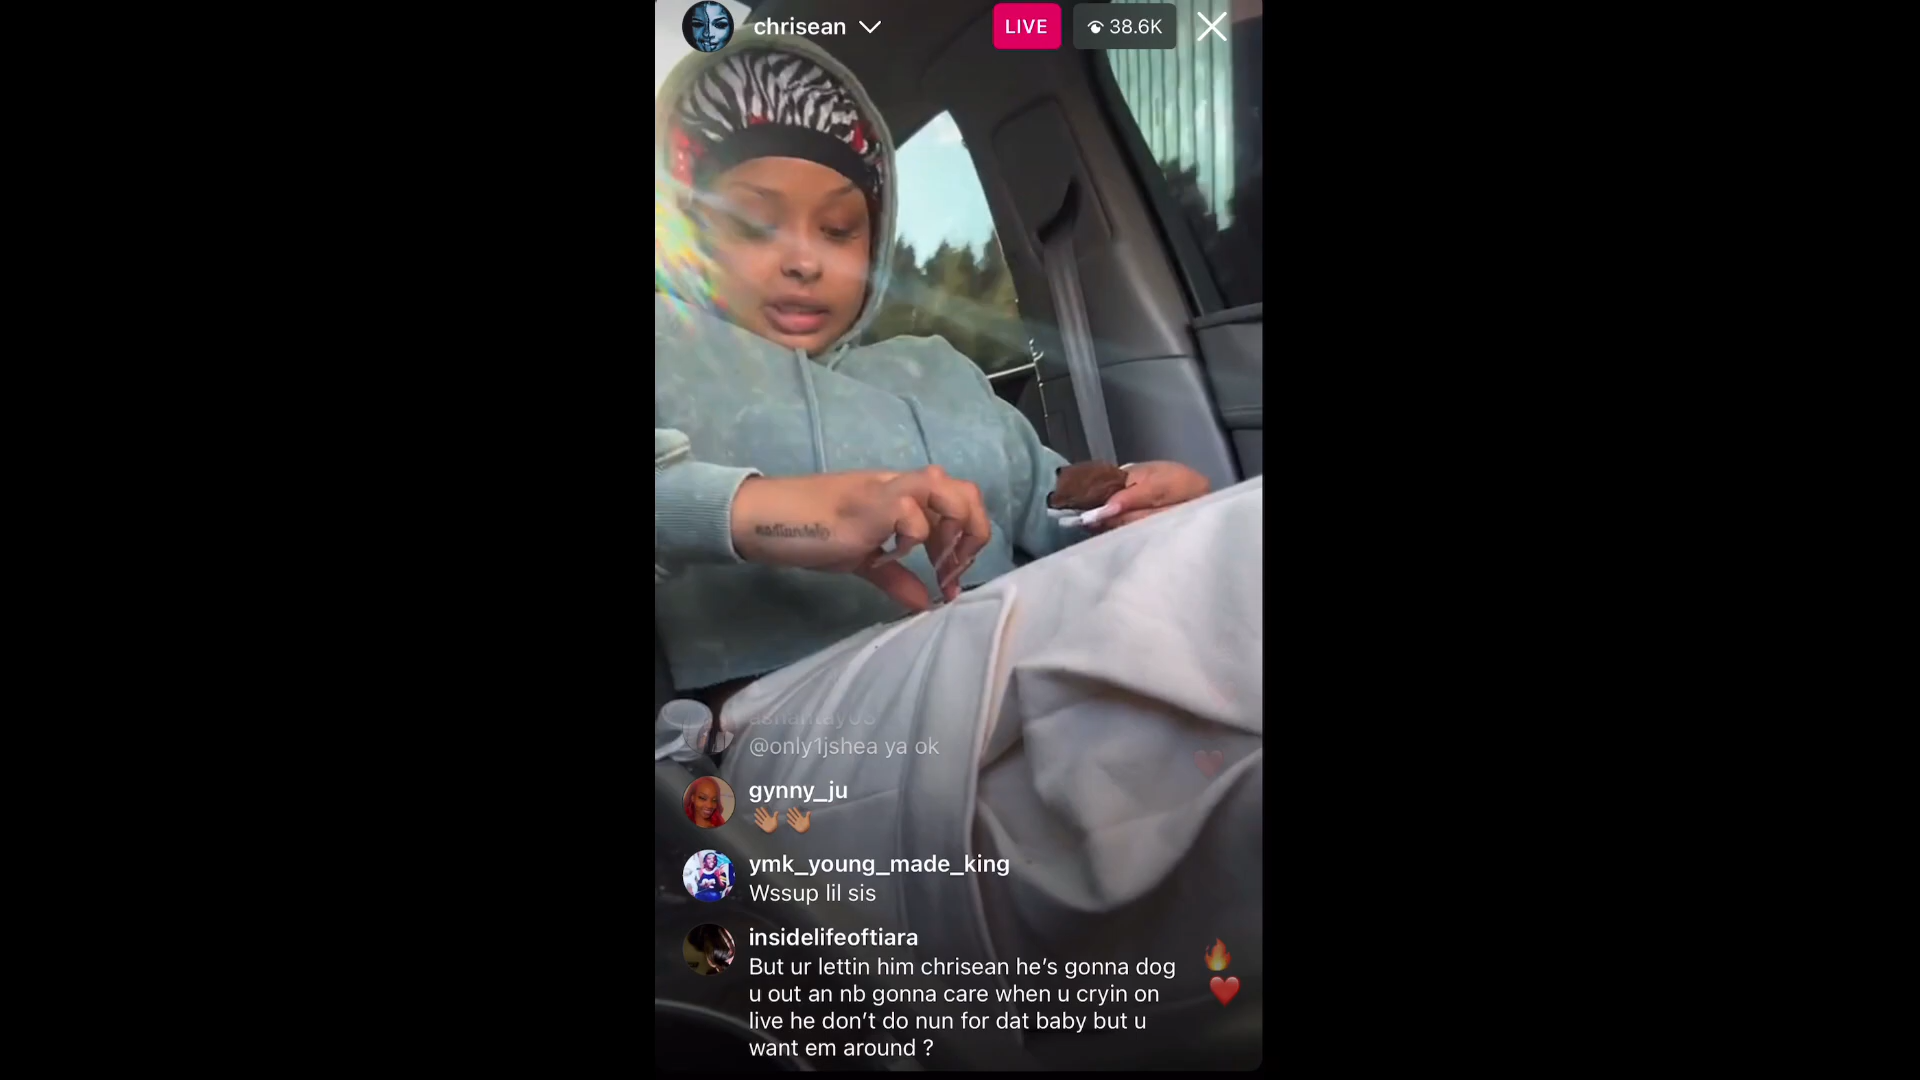 chrisean
LIVE
38.6K
ashantay03
@only1jshea ya ok
gynny_ju
👋🏼👋🏼
ymk_young_made_king
Wssup lil sis
insidelifeoftiara
But ur lettin him chrisean he’s gonna dog
u out an nb gonna care when u cryin on
live he don’t do nun for dat baby but u
want em around ?